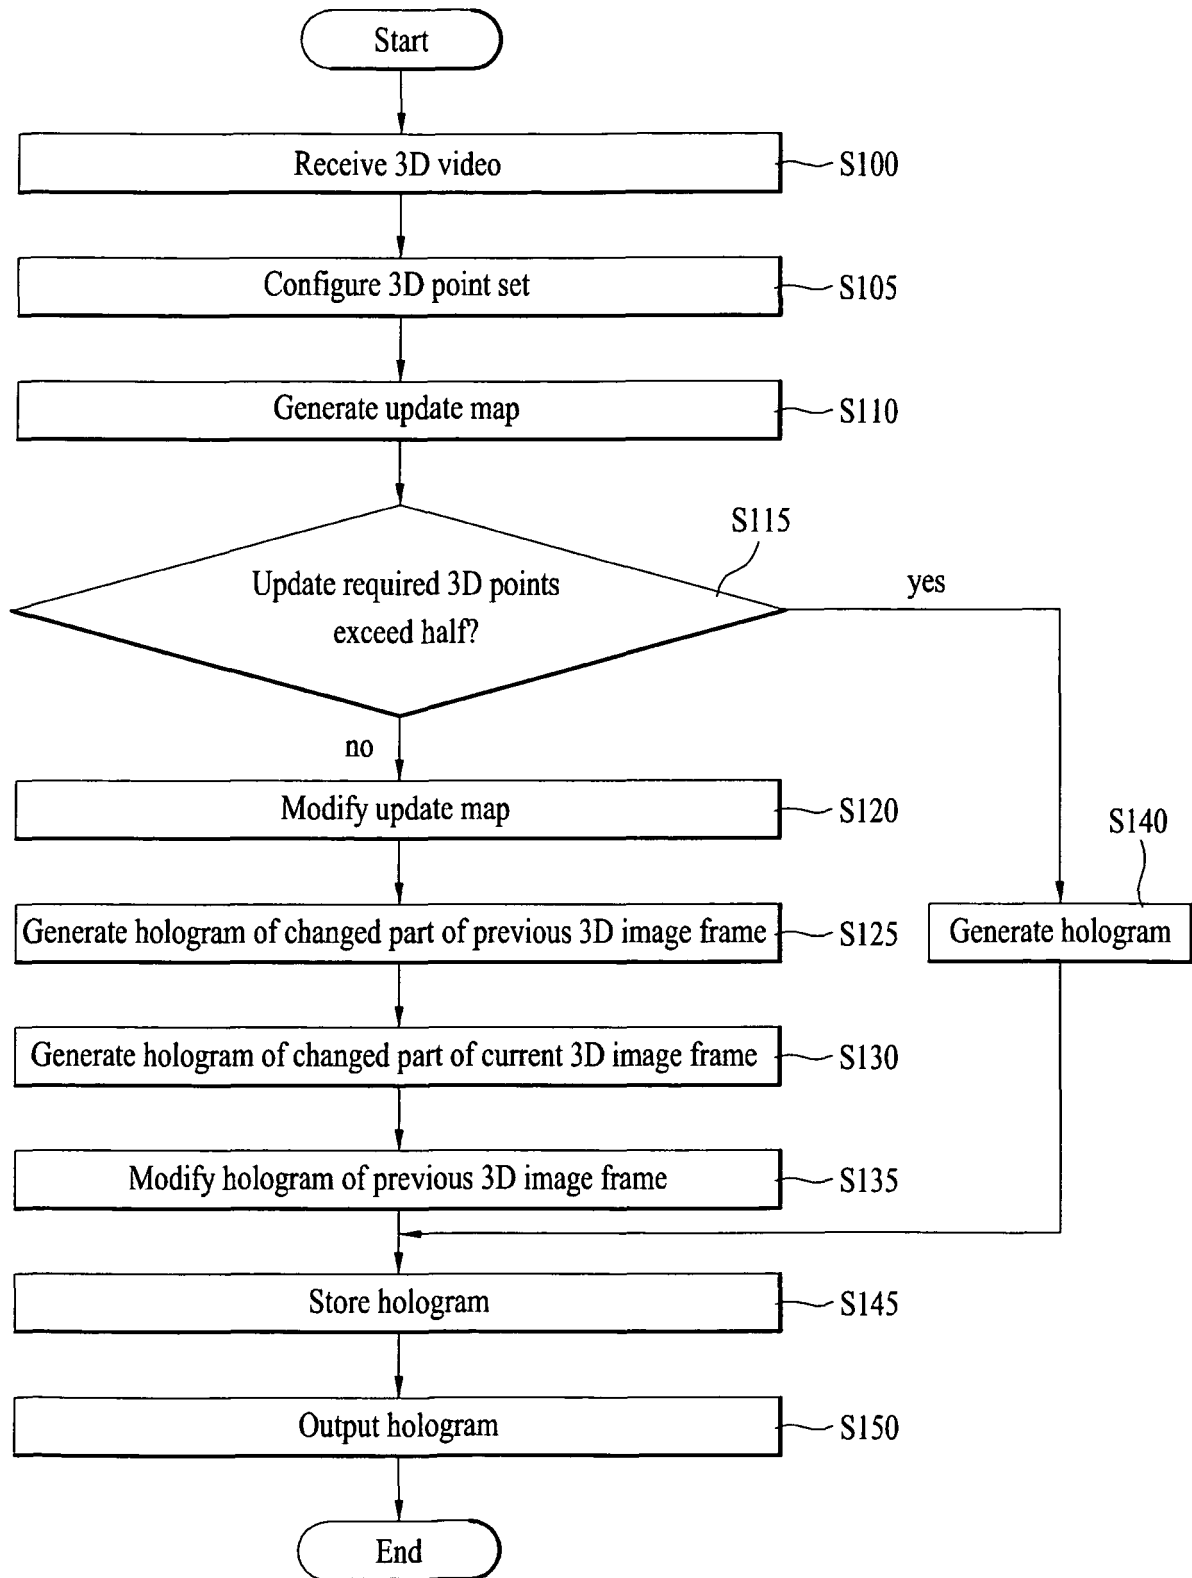 Start
Receive 3D video
S100
Configure 3D point set
S105
Generate update map
S110
S115
Update required 3D points
exceed half?
yes
no
Modify update map
S120
S140
Generate hologram of changed part of previous 3D image frame
S125
Generate hologram
Generate hologram of changed part of current 3D image frame
S130
Modify hologram of previous 3D image frame
S135
Store hologram
S145
Output hologram
S150
End